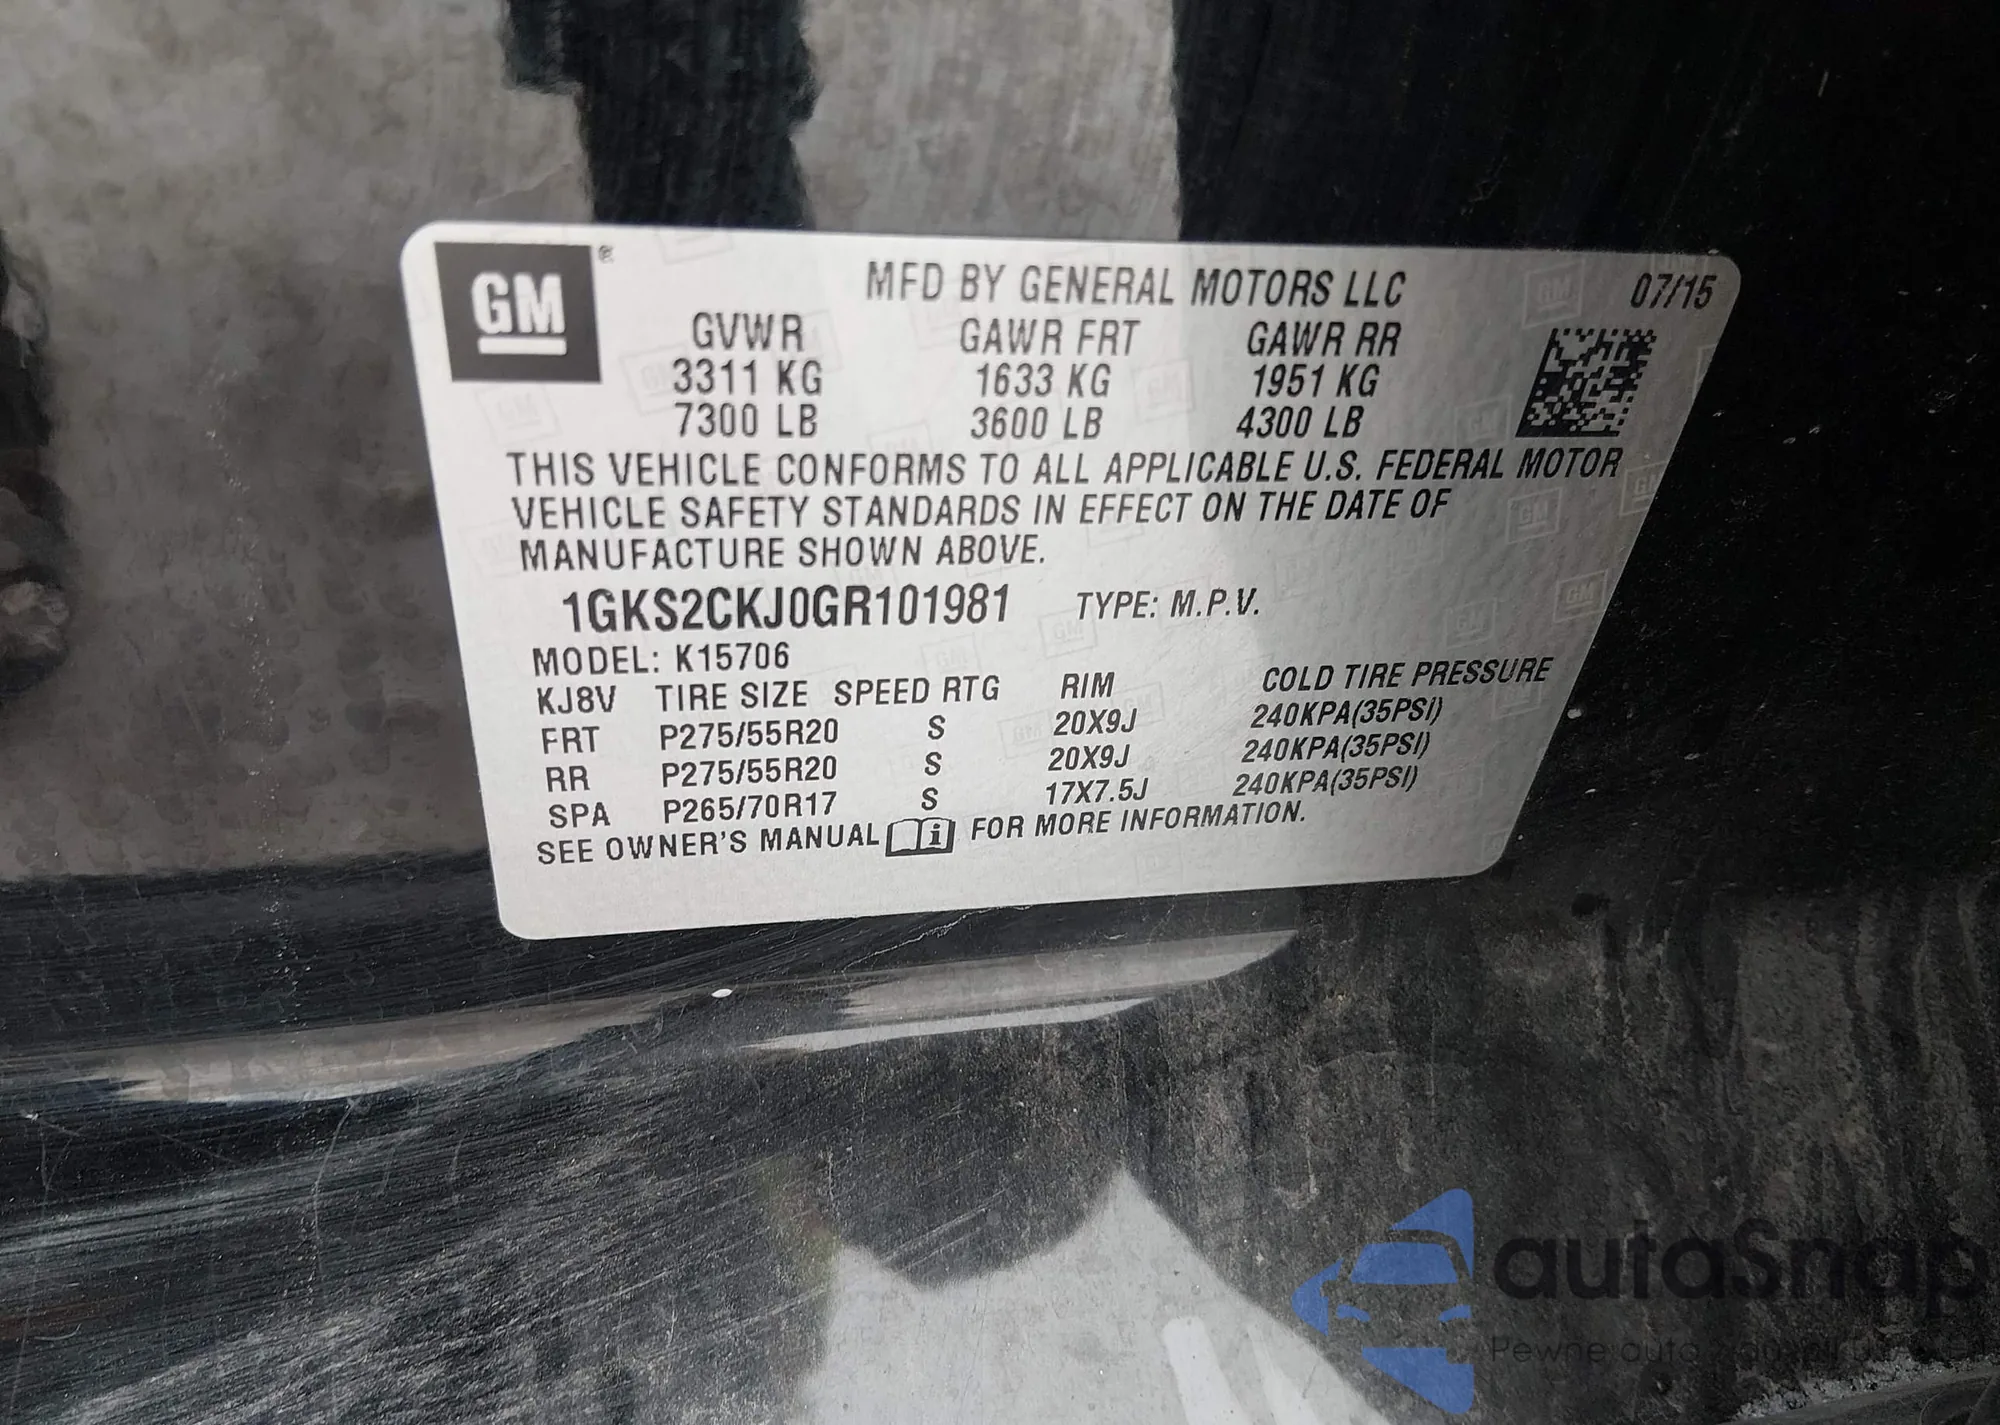 GM ®
MFD BY GENERAL MOTORS LLC 07/15
GVWR GAWR FRT GAWR RR
3311 KG 1633 KG 1951 KG
7300 LB 3600 LB 4300 LB
THIS VEHICLE CONFORMS TO ALL APPLICABLE U.S. FEDERAL MOTOR
VEHICLE SAFETY STANDARDS IN EFFECT ON THE DATE OF
MANUFACTURE SHOWN ABOVE.
1GKS2CKJ0GR101981 TYPE: M.P.V.
MODEL: K15706
KJ8V TIRE SIZE SPEED RTG RIM COLD TIRE PRESSURE
FRT P275/55R20 S 20X9J 240KPA(35PSI)
RR P275/55R20 S 20X9J 240KPA(35PSI)
SPA P265/70R17 S 17X7.5J 240KPA(35PSI)
SEE OWNER'S MANUAL i FOR MORE INFORMATION.
autaSnap
Pewne auto